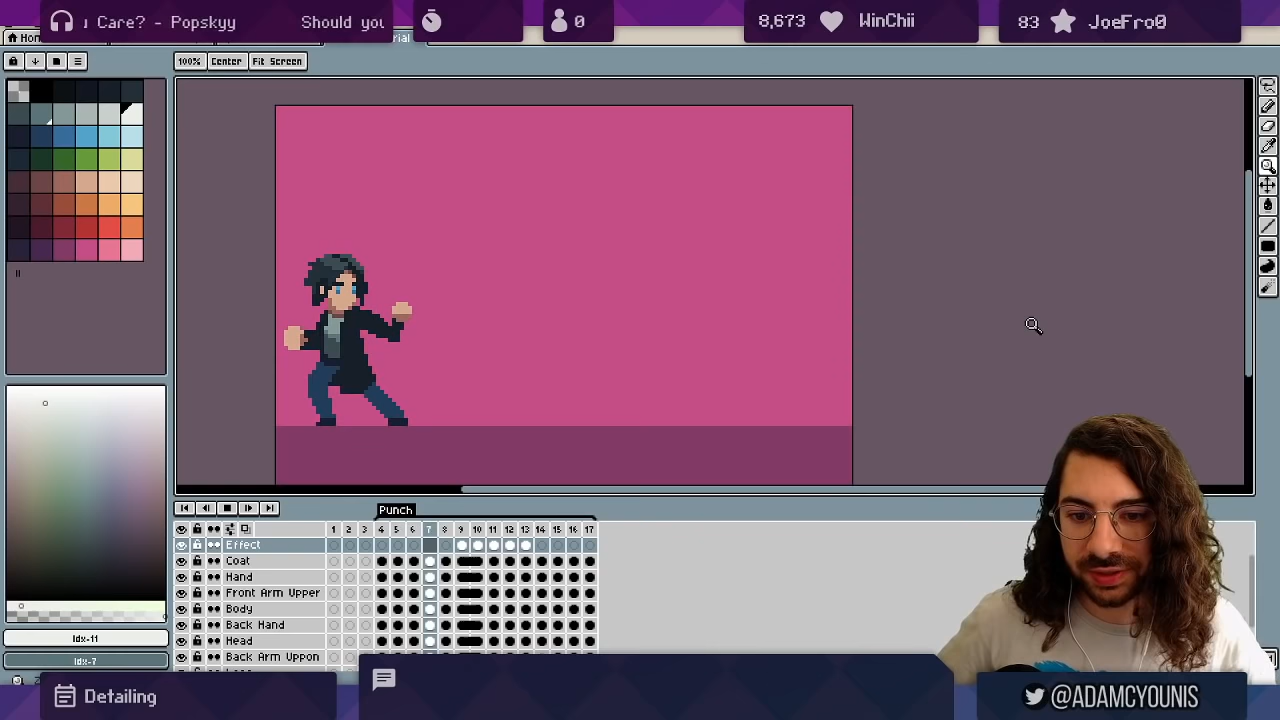 ı Care? - Popskyy Should you
0
8,673 WinChii
83 JoeFro0
Hom
rial
100% Center Fit Screen
Idx-11
Idx-7
Punch
1 2 3 4 5 6 7 8 9 10 11 12 13 14 15 16 17
Effect
Coat
Hand
Front Arm Upper
Body
Back Hand
Head
Back Arm Uppon
Detailing
@ADAMCYOUNIS